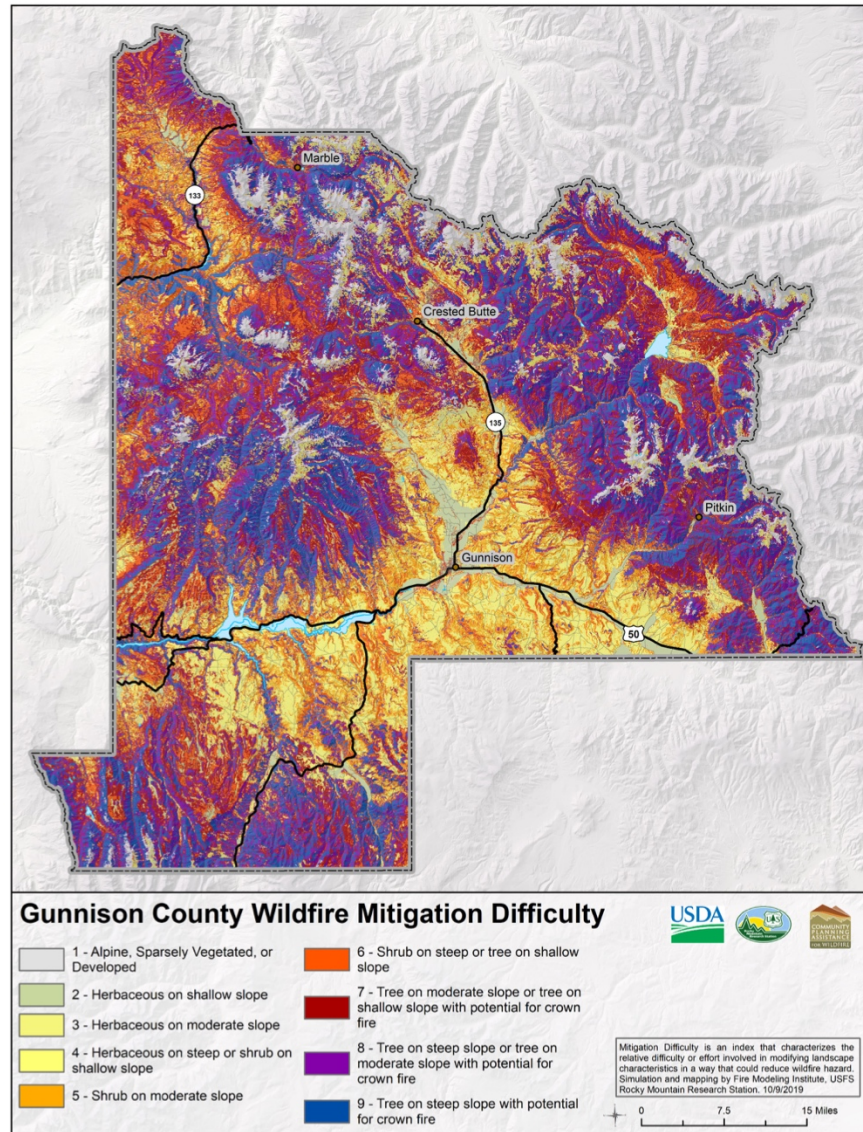 Marble
133
Crested Butte
135
Pitkin
Gunnison
50
Gunnison County Wildfire Mitigation Difficulty
USDA
COMMUNITY
PLANNING
ASSISTANCE
FOR WILDFIRE
1 - Alpine, Sparsely Vegetated, or
Developed
2 - Herbaceous on shallow slope
3 - Herbaceous on moderate slope
4 - Herbaceous on steep or shrub on
shallow slope
5 - Shrub on moderate slope
6 - Shrub on steep or tree on shallow
slope
7 - Tree on moderate slope or tree on
shallow slope with potential for crown
fire
8 - Tree on steep slope or tree on
moderate slope with potential for
crown fire
9 - Tree on steep slope with potential
for crown fire
Mitigation Difficulty is an index that characterizes the
relative difficulty or effort involved in modifying landscape
characteristics in a way that could reduce wildfire hazard.
Simulation and mapping by Fire Modeling Institute, USFS
Rocky Mountain Research Station. 10/9/2019
0 7.5 15 Miles